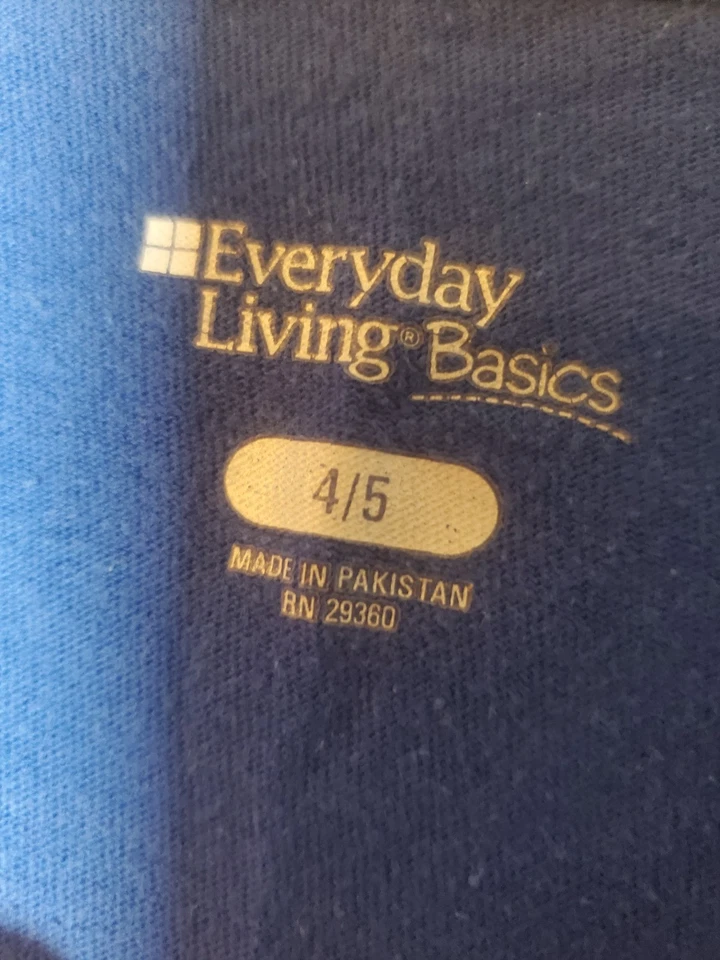 Everyday
Living® Basics
4/5
MADE IN PAKISTAN
RN 29360